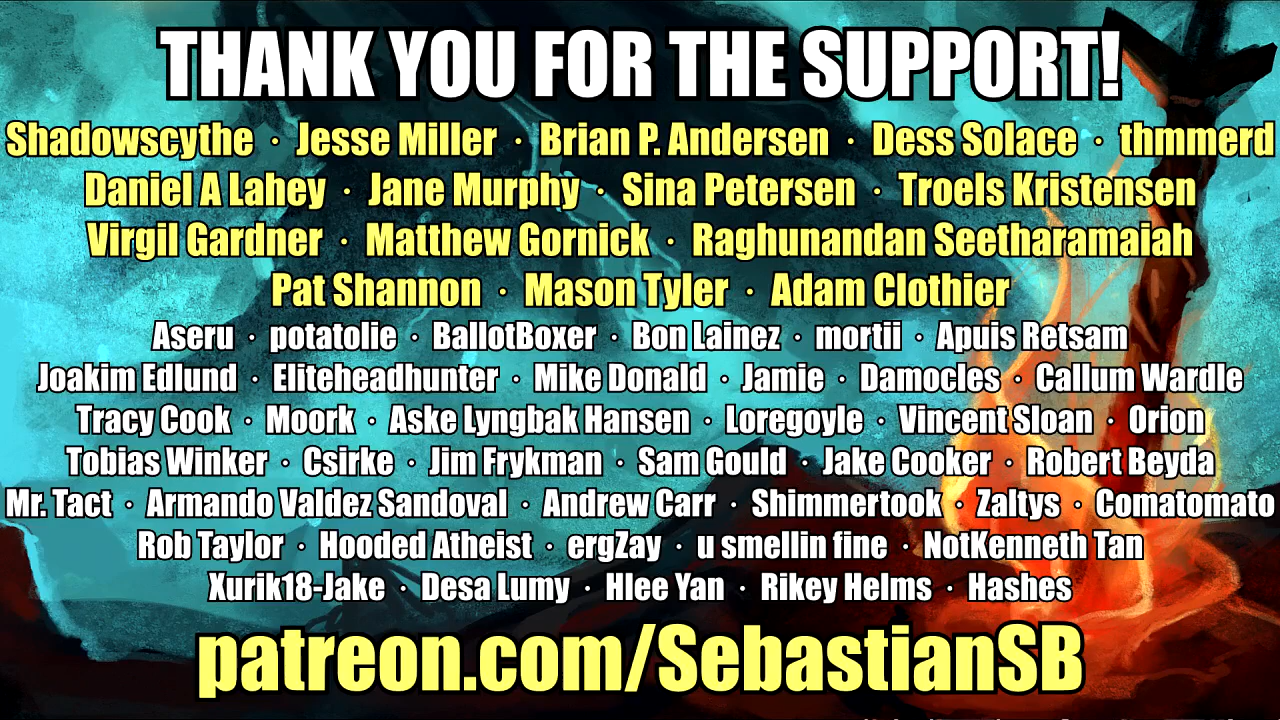 THANK YOU FOR THE SUPPORT!
Shadowscythe · Jesse Miller · Brian P. Andersen · Dess Solace · thmmerd
Daniel A Lahey · Jane Murphy · Sina Petersen · Troels Kristensen
Virgil Gardner · Matthew Gornick · Raghunandan Seetharamaiah
Pat Shannon · Mason Tyler · Adam Clothier
Aseru · potatolie · BallotBoxer · Bon Lainez · mortii · Apuis Retsam
Joakim Edlund · Eliteheadhunter · Mike Donald · Jamie · Damocles · Callum Wardle
Tracy Cook · Moork · Aske Lyngbak Hansen · Loregoyle · Vincent Sloan · Orion
Tobias Winker · Csirke · Jim Frykman · Sam Gould · Jake Cooker · Robert Beyda
Mr. Tact · Armando Valdez Sandoval · Andrew Carr · Shimmertook · Zaltys · Comatomato
Rob Taylor · Hooded Atheist · ergZay · u smellin fine · NotKenneth Tan
Xurik18-Jake · Desa Lumy · Hlee Yan · Rikey Helms · Hashes
patreon.com/SebastianSB